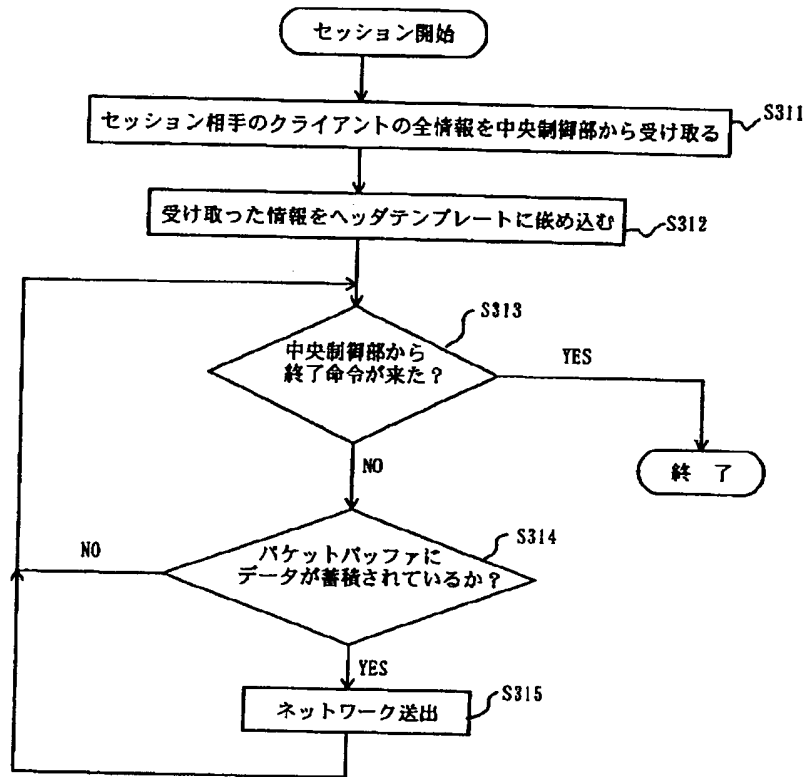 セッション開始
セッション相手のクライアントの全情報を中央制御部から受け取る
S311
受け取った情報をヘッダテンプレートに嵌め込む
S312
S313
中央制御部から
終了命令が来た？
YES
終 了
NO
S314
NO
パケットバッファに
データが蓄積されているか？
YES
S315
ネットワーク送出